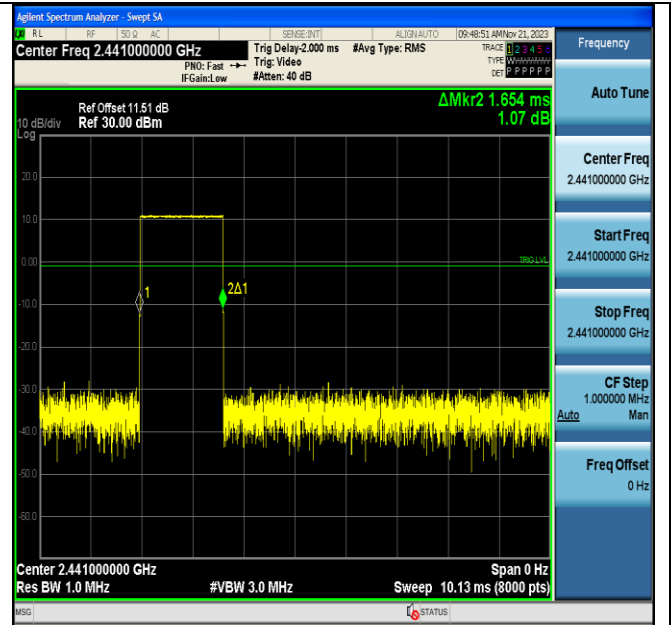 Agilent Spectrum Analyzer - Swept SA
RL RF 50 Ω AC SENSE:INT ALIGNAUTO 09:48:51 AMNov 21, 2023
Center Freq 2.441000000 GHz
PNO: Fast
IFGain:Low
Trig Delay-2.000 ms
Trig: Video
#Atten: 40 dB
#Avg Type: RMS
TRACE 1 2 3 4 5 6
TYPE
DET P P P P P P
Frequency
Ref Offset 11.51 dB
10 dB/div Ref 30.00 dBm
Log
ΔMkr2 1.654 ms
1.07 dB
20.0
10.0
0.00
TRIG LVL
-10.0
-20.0
-30.0
-40.0
-50.0
-60.0
1
2Δ1
Center 2.441000000 GHz Span 0 Hz
Res BW 1.0 MHz #VBW 3.0 MHz Sweep 10.13 ms (8000 pts)
Auto Tune
Center Freq
2.441000000 GHz
Start Freq
2.441000000 GHz
Stop Freq
2.441000000 GHz
CF Step
1.000000 MHz
Auto Man
Freq Offset
0 Hz
MSG STATUS